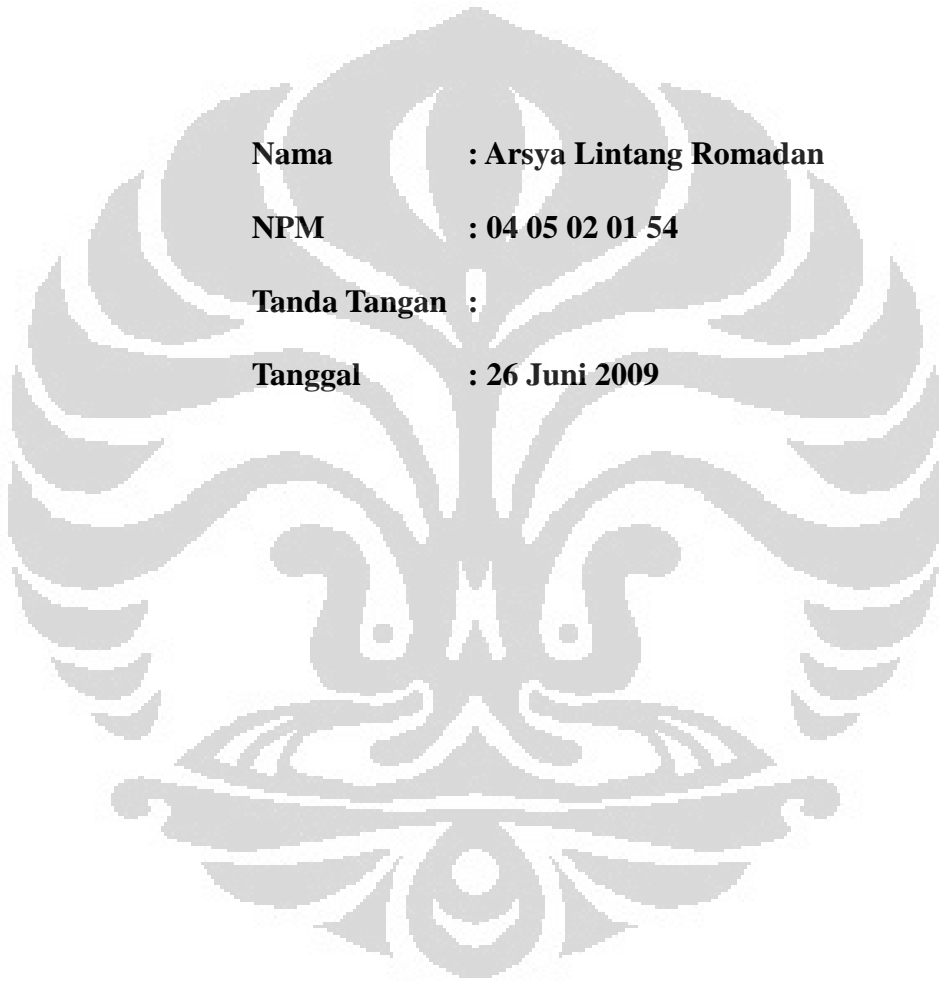 Nama : Arsya Lintang Romadan
NPM : 04 05 02 01 54
Tanda Tangan :
Tanggal : 26 Juni 2009